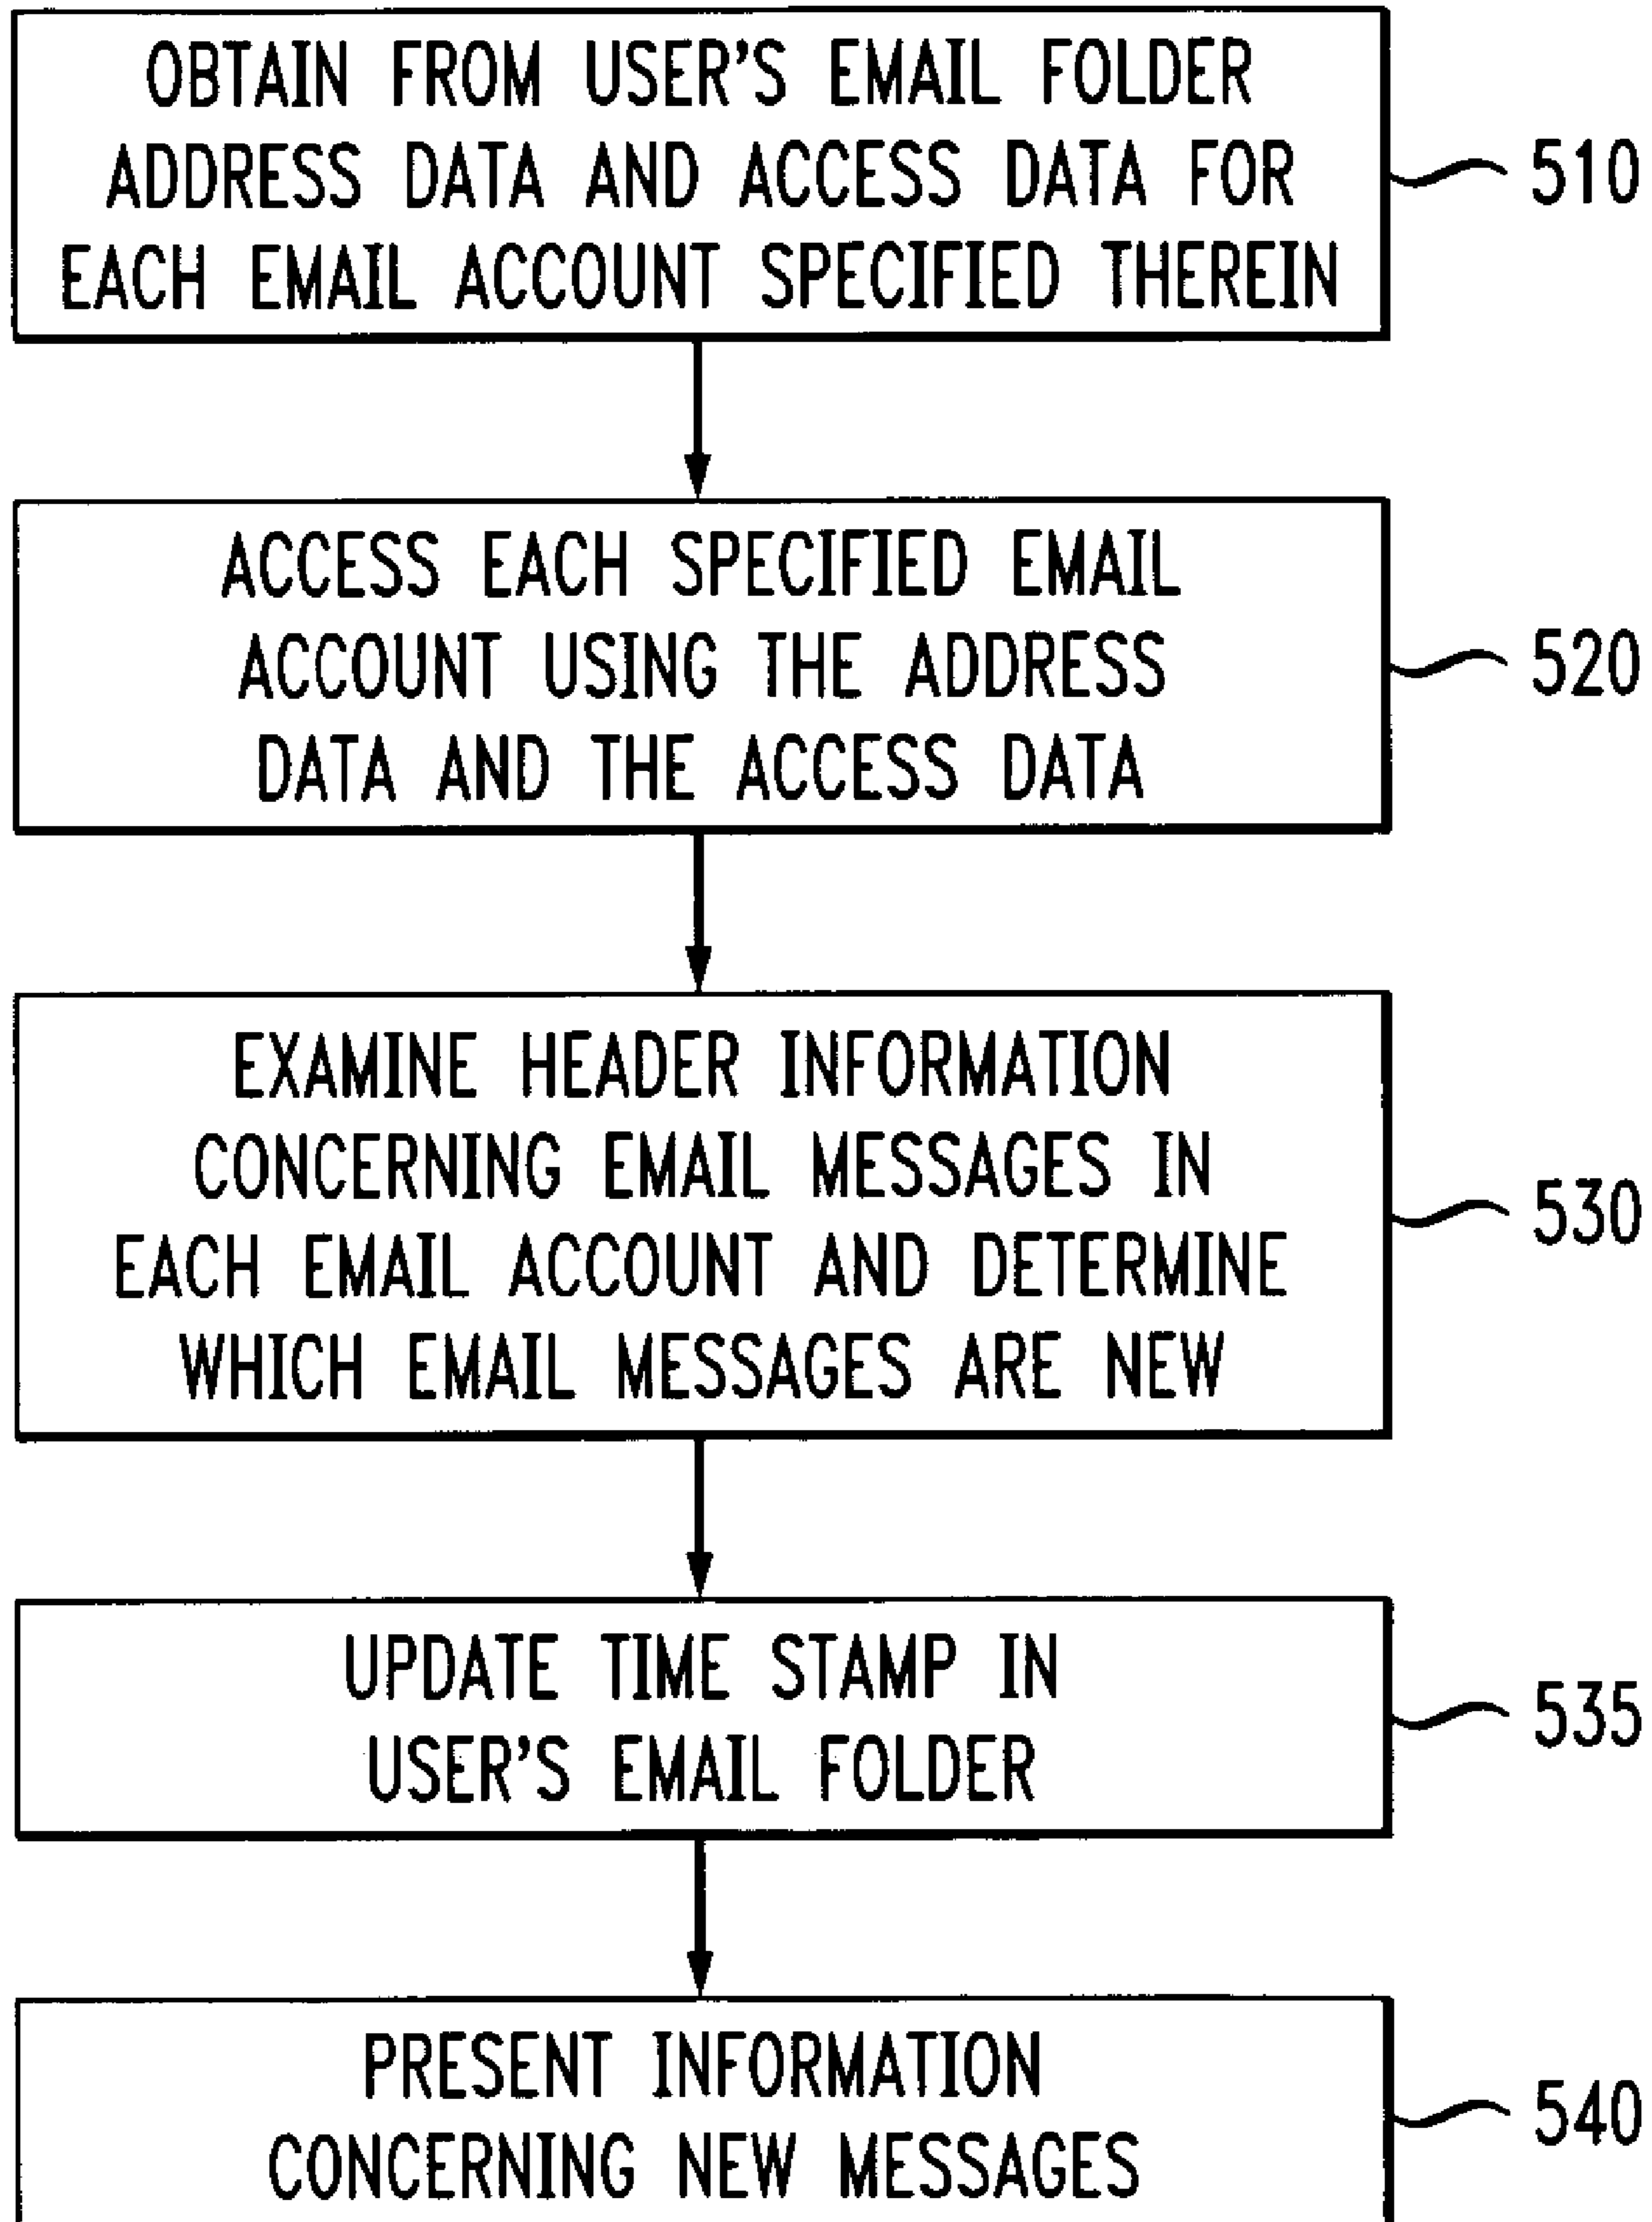 OBTAIN FROM USER'S EMAIL FOLDER
ADDRESS DATA AND ACCESS DATA FOR
EACH EMAIL ACCOUNT SPECIFIED THEREIN
510
ACCESS EACH SPECIFIED EMAIL
ACCOUNT USING THE ADDRESS
DATA AND THE ACCESS DATA
520
EXAMINE HEADER INFORMATION
CONCERNING EMAIL MESSAGES IN
EACH EMAIL ACCOUNT AND DETERMINE
WHICH EMAIL MESSAGES ARE NEW
530
UPDATE TIME STAMP IN
USER'S EMAIL FOLDER
535
PRESENT INFORMATION
CONCERNING NEW MESSAGES
540